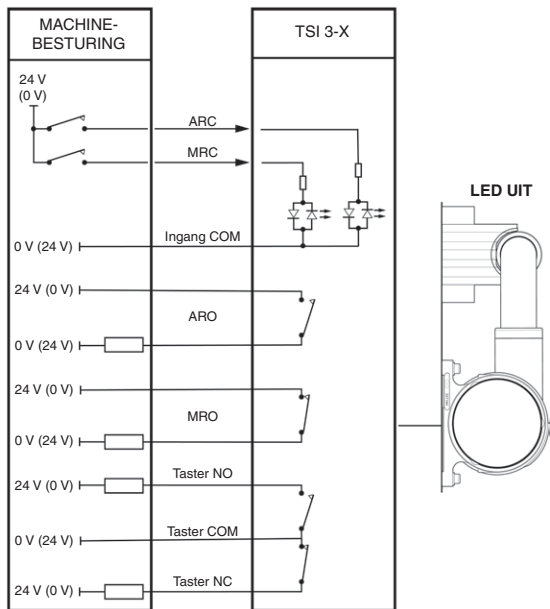 MACHINE-
BESTURING
TSI 3-X
24 V
(0 V)
ARC
MRC
LED UIT
0 V (24 V)
Ingang COM
24 V (0 V)
ARO
0 V (24 V)
24 V (0 V)
MRO
0 V (24 V)
24 V (0 V)
Taster NO
0 V (24 V)
Taster COM
24 V (0 V)
Taster NC